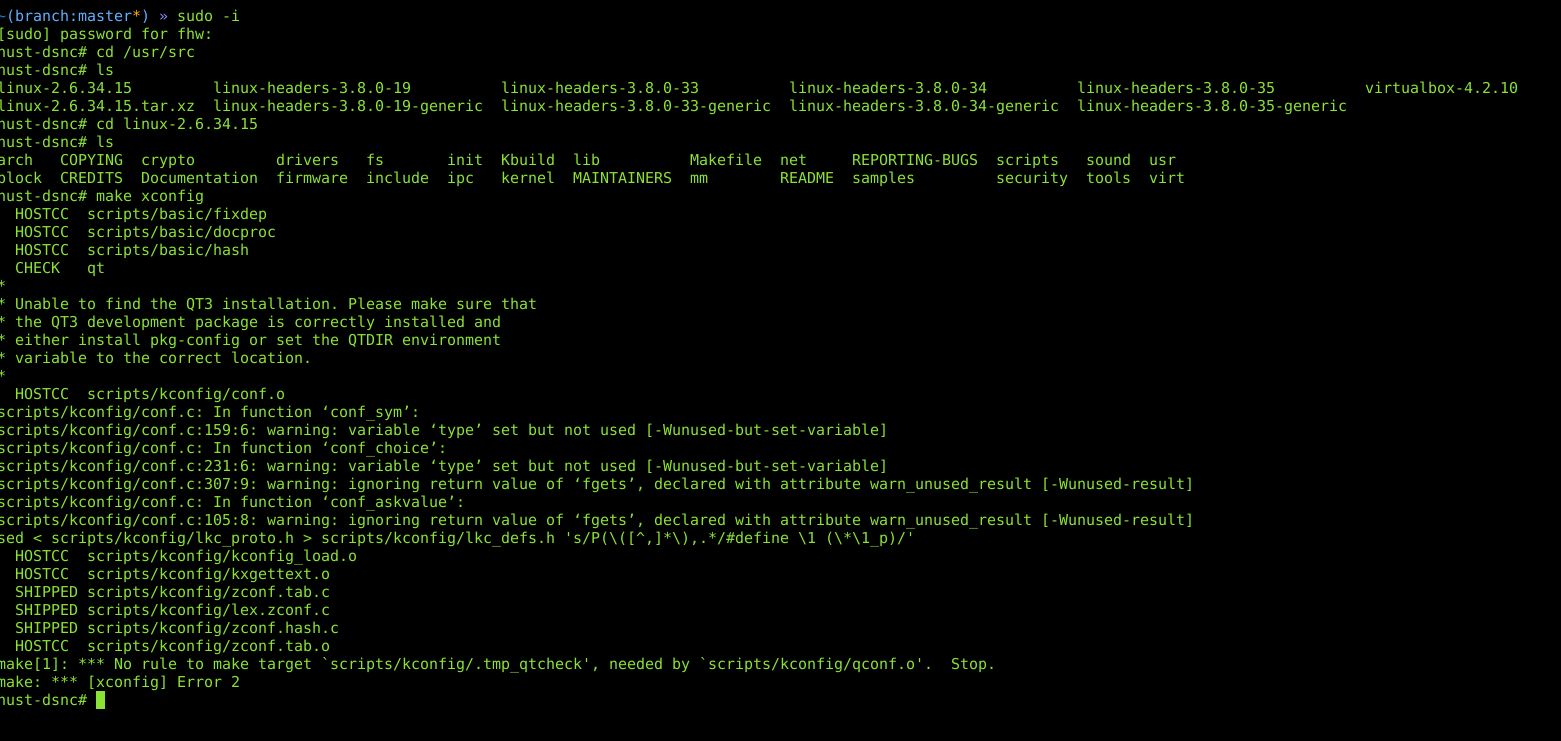 ~(branch:master*) » sudo -i
[sudo] password for fhw:
hust-dsnc# cd /usr/src
hust-dsnc# ls
linux-2.6.34.15         linux-headers-3.8.0-19          linux-headers-3.8.0-33          linux-headers-3.8.0-34          linux-headers-3.8.0-35          virtualbox-4.2.10
linux-2.6.34.15.tar.xz  linux-headers-3.8.0-19-generic  linux-headers-3.8.0-33-generic  linux-headers-3.8.0-34-generic  linux-headers-3.8.0-35-generic
hust-dsnc# cd linux-2.6.34.15
hust-dsnc# ls
arch   COPYING  crypto         drivers   fs       init  Kbuild  lib          Makefile  net     REPORTING-BUGS  scripts   sound  usr
block  CREDITS  Documentation  firmware  include  ipc   kernel  MAINTAINERS  mm        README  samples         security  tools  virt
hust-dsnc# make xconfig
  HOSTCC  scripts/basic/fixdep
  HOSTCC  scripts/basic/docproc
  HOSTCC  scripts/basic/hash
  CHECK   qt
*
* Unable to find the QT3 installation. Please make sure that
* the QT3 development package is correctly installed and
* either install pkg-config or set the QTDIR environment
* variable to the correct location.
*
  HOSTCC  scripts/kconfig/conf.o
scripts/kconfig/conf.c: In function ‘conf_sym’:
scripts/kconfig/conf.c:159:6: warning: variable ‘type’ set but not used [-Wunused-but-set-variable]
scripts/kconfig/conf.c: In function ‘conf_choice’:
scripts/kconfig/conf.c:231:6: warning: variable ‘type’ set but not used [-Wunused-but-set-variable]
scripts/kconfig/conf.c:307:9: warning: ignoring return value of ‘fgets’, declared with attribute warn_unused_result [-Wunused-result]
scripts/kconfig/conf.c: In function ‘conf_askvalue’:
scripts/kconfig/conf.c:105:8: warning: ignoring return value of ‘fgets’, declared with attribute warn_unused_result [-Wunused-result]
sed < scripts/kconfig/lkc_proto.h > scripts/kconfig/lkc_defs.h 's/P(\([^,]*\),.*/#define \1 (\*\1_p)/'
  HOSTCC  scripts/kconfig/kconfig_load.o
  HOSTCC  scripts/kconfig/kxgettext.o
  SHIPPED scripts/kconfig/zconf.tab.c
  SHIPPED scripts/kconfig/lex.zconf.c
  SHIPPED scripts/kconfig/zconf.hash.c
  HOSTCC  scripts/kconfig/zconf.tab.o
make[1]: *** No rule to make target `scripts/kconfig/.tmp_qtcheck', needed by `scripts/kconfig/qconf.o'.  Stop.
make: *** [xconfig] Error 2
hust-dsnc#